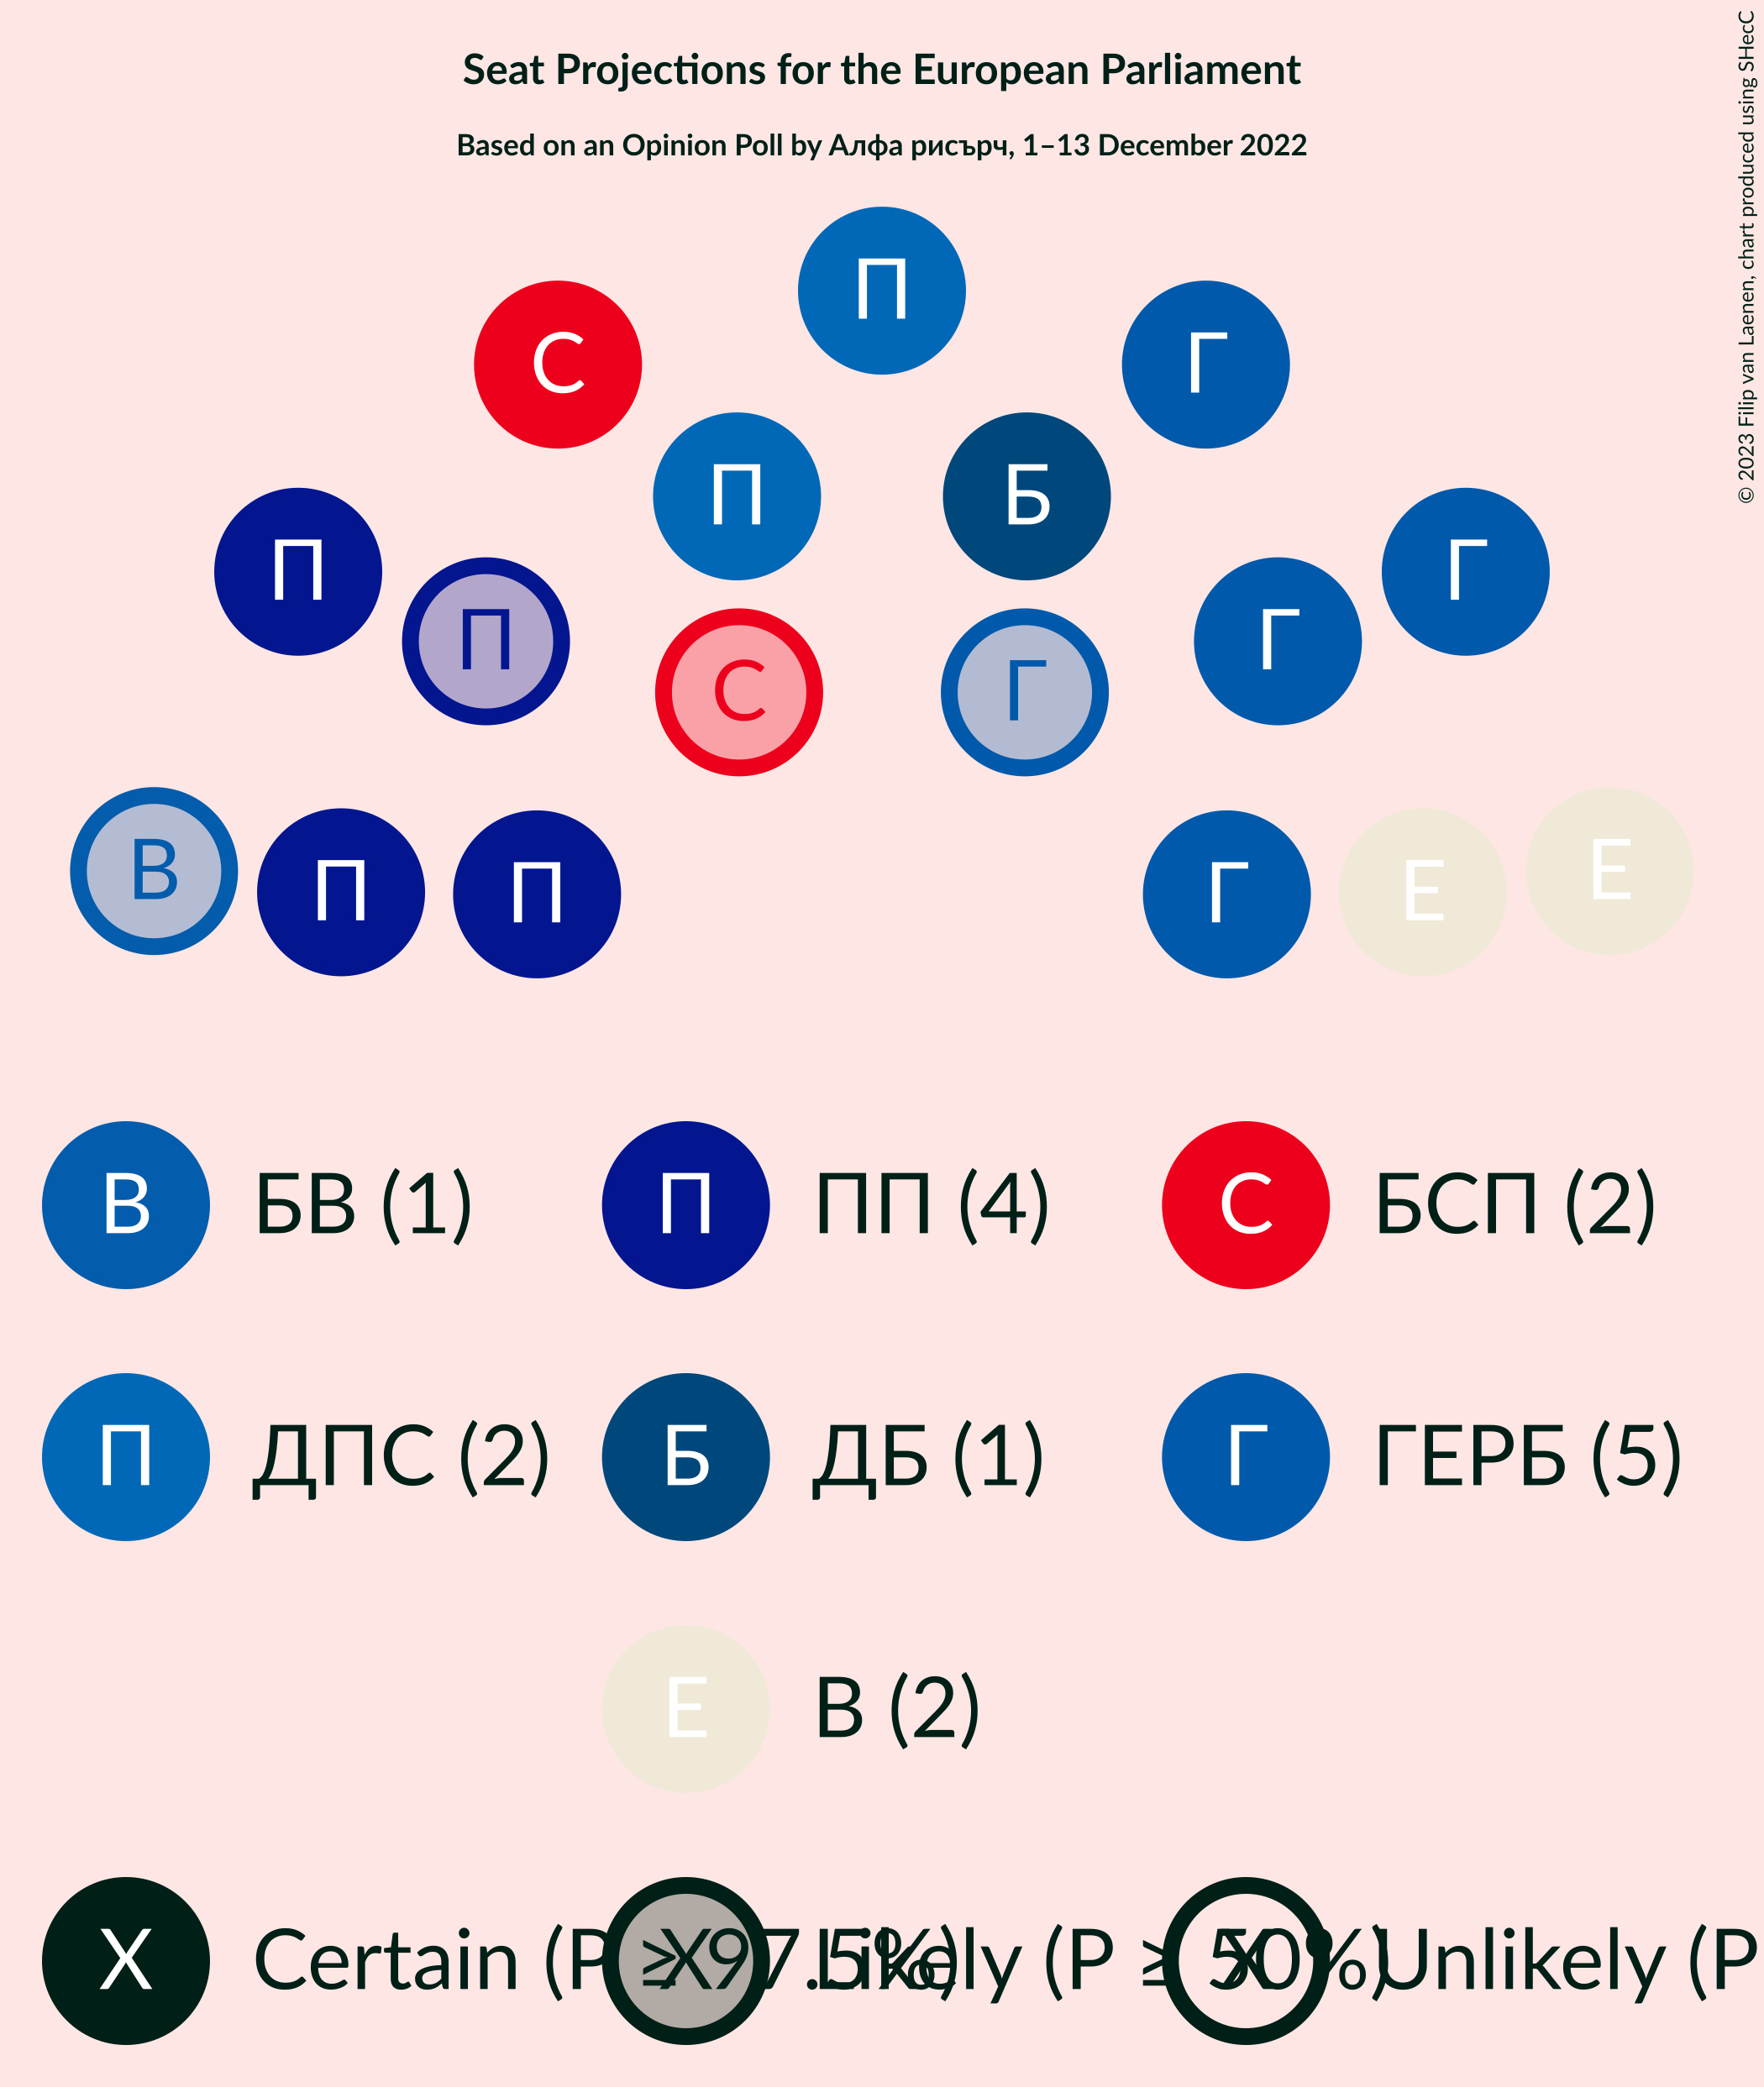 Seat Projections for the European Parliament
Based on an Opinion Poll by Алфа рисърч, 1–13 December 2022
© 2023 Filip van Laenen, chart produced using SHecC
П
С Г
П Б
П Г
П Г
С Г
В Е
П П Г Е
В БВ (1) П ПП (4) С БСП (2)
П ДПС (2) Б ДБ (1) Г ГЕРБ (5)
Е В (2)
X Certain (P ≥ 97.5%) X Likely (P ≥ 50%) X Unlikely (P